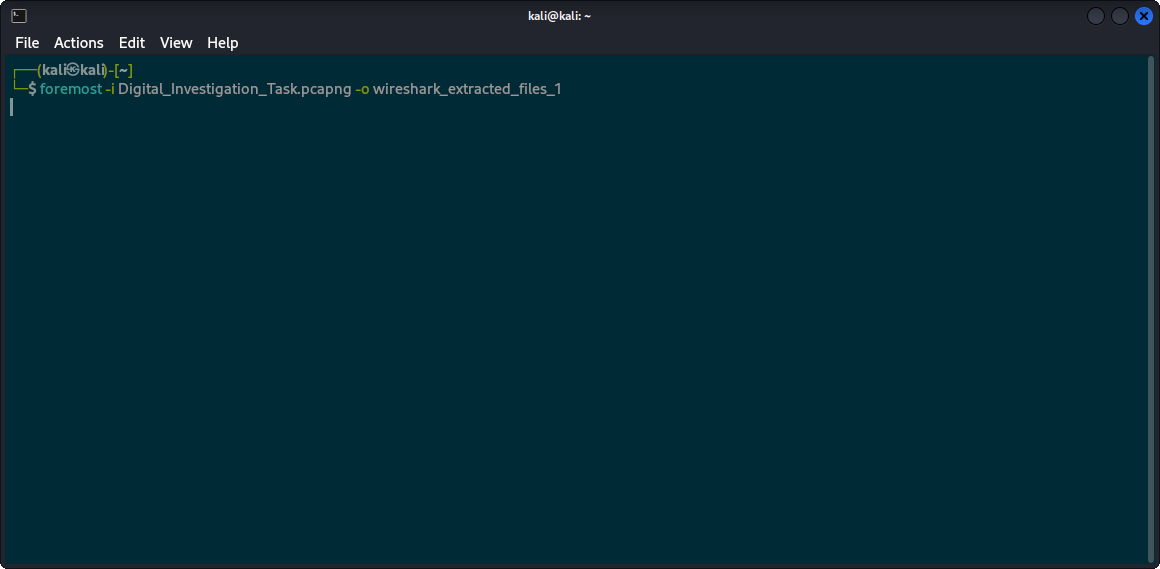 kali@kali: ~
File Actions Edit View Help
┌──(kali㉿kali)-[~]
└─$ foremost -i Digital_Investigation_Task.pcapng -o wireshark_extracted_files_1